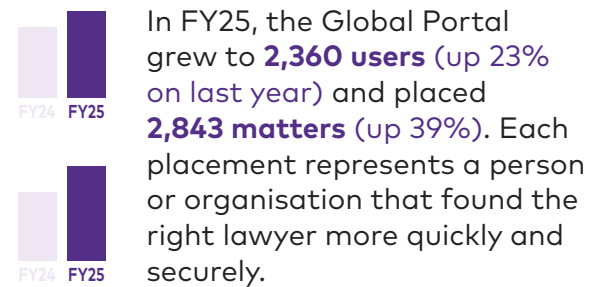 In FY25, the Global Portal
grew to 2,360 users (up 23%
on last year) and placed
2,843 matters (up 39%). Each
placement represents a person
or organisation that found the
right lawyer more quickly and
securely.
FY24 FY25
FY24 FY25